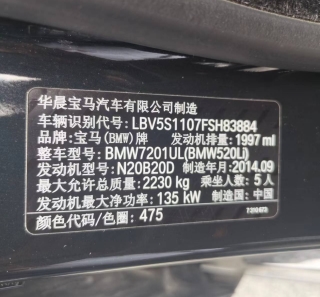 华晨宝马汽车有限公司制造
车辆识别代号:LBV5S1107FSH83884
品牌:宝马(BMW)牌 发动机排量:1997 ml
整车型号:BMW7201UL(BMW520Li)
发动机型号:N20B20D 制造年月:2014.09
最大允许总质量:2230 kg 乘坐人数:5人
发动机最大净功率:135 kW 制造国:中国
颜色代码/色圈:475